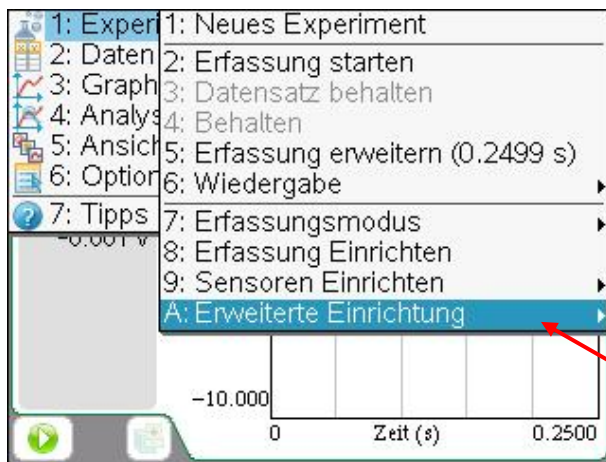 1: Experi
2: Daten
3: Graph
4: Analys
5: Ansich
6: Option
7: Tipps
1: Neues Experiment
2: Erfassung starten
3: Datensatz behalten
4: Behalten
5: Erfassung erweitern (0.2499 s)
6: Wiedergabe
7: Erfassungsmodus
8: Erfassung Einrichten
9: Sensoren Einrichten
A: Erweiterte Einrichtung
-0.001 V
-10.000
0
Zeit (s)
0.2500